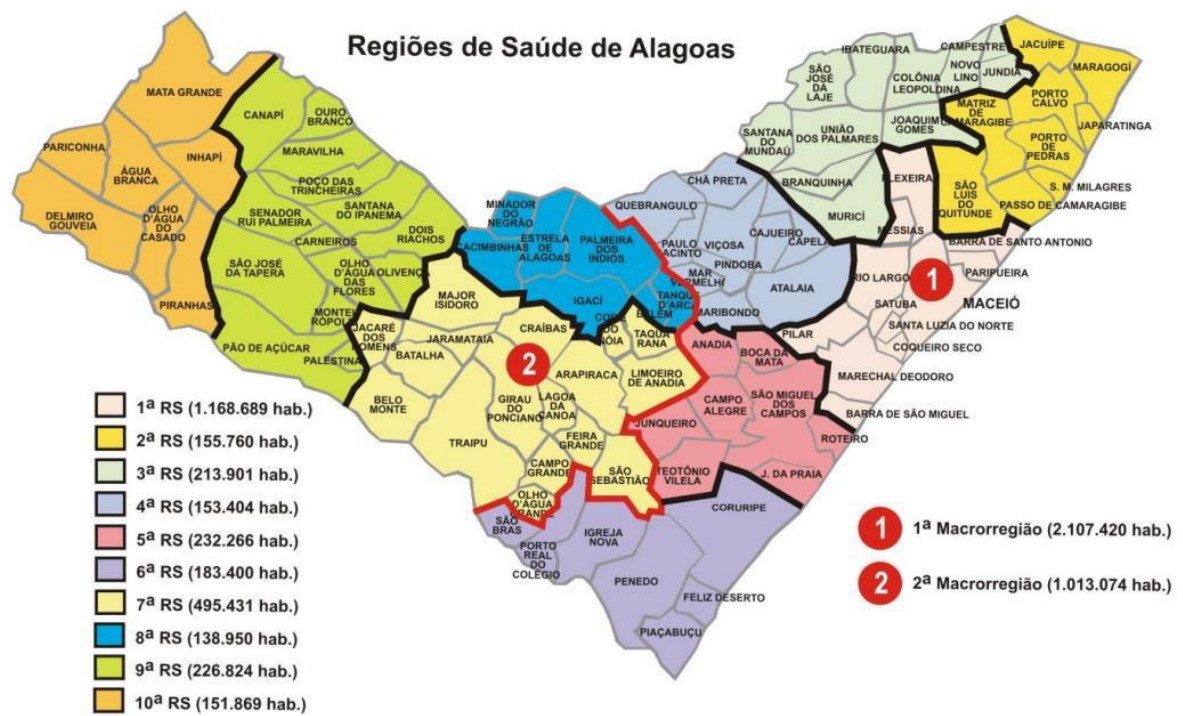 Regiões de Saúde de Alagoas
MATA GRANDE
PARICONHA
ÁGUA
BRANCA
INHAPÍ
DELMIRO
GOUVEIA
OLHO
D'ÁGUA
DO
CASADO
PIRANHAS
CANAPÍ
OURO
BRANCO
MARAVILHA
POÇO DAS
TRINCHEIRAS
SANTANA
DO IPANEMA
SENADOR
RUI PALMEIRA
CARNEIROS
DOIS
RIACHOS
SÃO JOSÉ
DA TAPERA
OLHO
D'ÁGUA
DAS
FLORES
OLIVENÇA
MONTEI
RÓPOLI
PÃO DE AÇÚCAR
PALESTINA
MINADOR
DO
NEGRÃO
CACIMBINHAS
ESTRELA
DE
ALAGOAS
PALMEIRA
DOS
ÍNDIOS
IGACÍ
TANQUE
D'ARCA
BELÉM
MAJOR
ISIDORO
JACARÉ
DOS
HOMENS
JARAMATAIA
BATALHA
CRAÍBAS
TAQUA
RANA
BELO
MONTE
ARAPIRACA
LIMOEIRO
DE ANADIA
GIRAU
DO
PONCIANO
LAGOA
DA
CANOA
TRAIPU
FEIRA
GRANDE
CAMPO
GRANDE
SÃO
SEBASTIÃO
OLHO
D'ÁGUA
GRANDE
2
CHÃ PRETA
QUEBRANGULO
PAULO
JACINTO
VIÇOSA
CAJUEIRO
CAPELA
PINDOBA
MAR
VERMELHO
ATALAIA
MARIBONDO
IBATEGUARA
CAMPESTRE
SÃO
JOSÉ
DA
LAJE
COLÔNIA
LEOPOLDINA
NOVO
LINO
JUNDIA
SANTANA
DO
MUNDAÚ
UNIÃO
DOS PALMARES
JOAQUIM
GOMES
BRANQUINHA
MURICÍ
JACUÍPE
MARAGOGÍ
MATRIZ
DE
CAMARAGIBE
PORTO
CALVO
JAPARATINGA
PORTO
DE
PEDRAS
SÃO
LUIS DO
QUITUNDE
S. M. MILAGRES
PASSO DE CAMARAGIBE
FLEXEIRA
MESSIAS
BARRA DE SANTO ANTONIO
RIO LARGO
1
PARIPUEIRA
SATUBA
MACEIÓ
SANTA LUZIA DO NORTE
PILAR
COQUEIRO SECO
MARECHAL DEODORO
BARRA DE SÃO MIGUEL
ANADIA
BOCA DA
MATA
CAMPO
ALEGRE
SÃO MIGUEL
DOS
CAMPOS
JUNQUEIRO
ROTEIRO
TEOTÔNIO
VILELA
J. DA PRAIA
CORURIPE
SÃO
BRAS
PORTO
REAL DO
COLÉGIO
IGREJA
NOVA
PENEDO
FELIZ DESERTO
PIAÇABUÇU
1ª RS (1.168.689 hab.)
2ª RS (155.760 hab.)
3ª RS (213.901 hab.)
4ª RS (153.404 hab.)
5ª RS (232.266 hab.)
6ª RS (183.400 hab.)
7ª RS (495.431 hab.)
8ª RS (138.950 hab.)
9ª RS (226.824 hab.)
10ª RS (151.869 hab.)
1 1ª Macrorregião (2.107.420 hab.)
2 2ª Macrorregião (1.013.074 hab.)